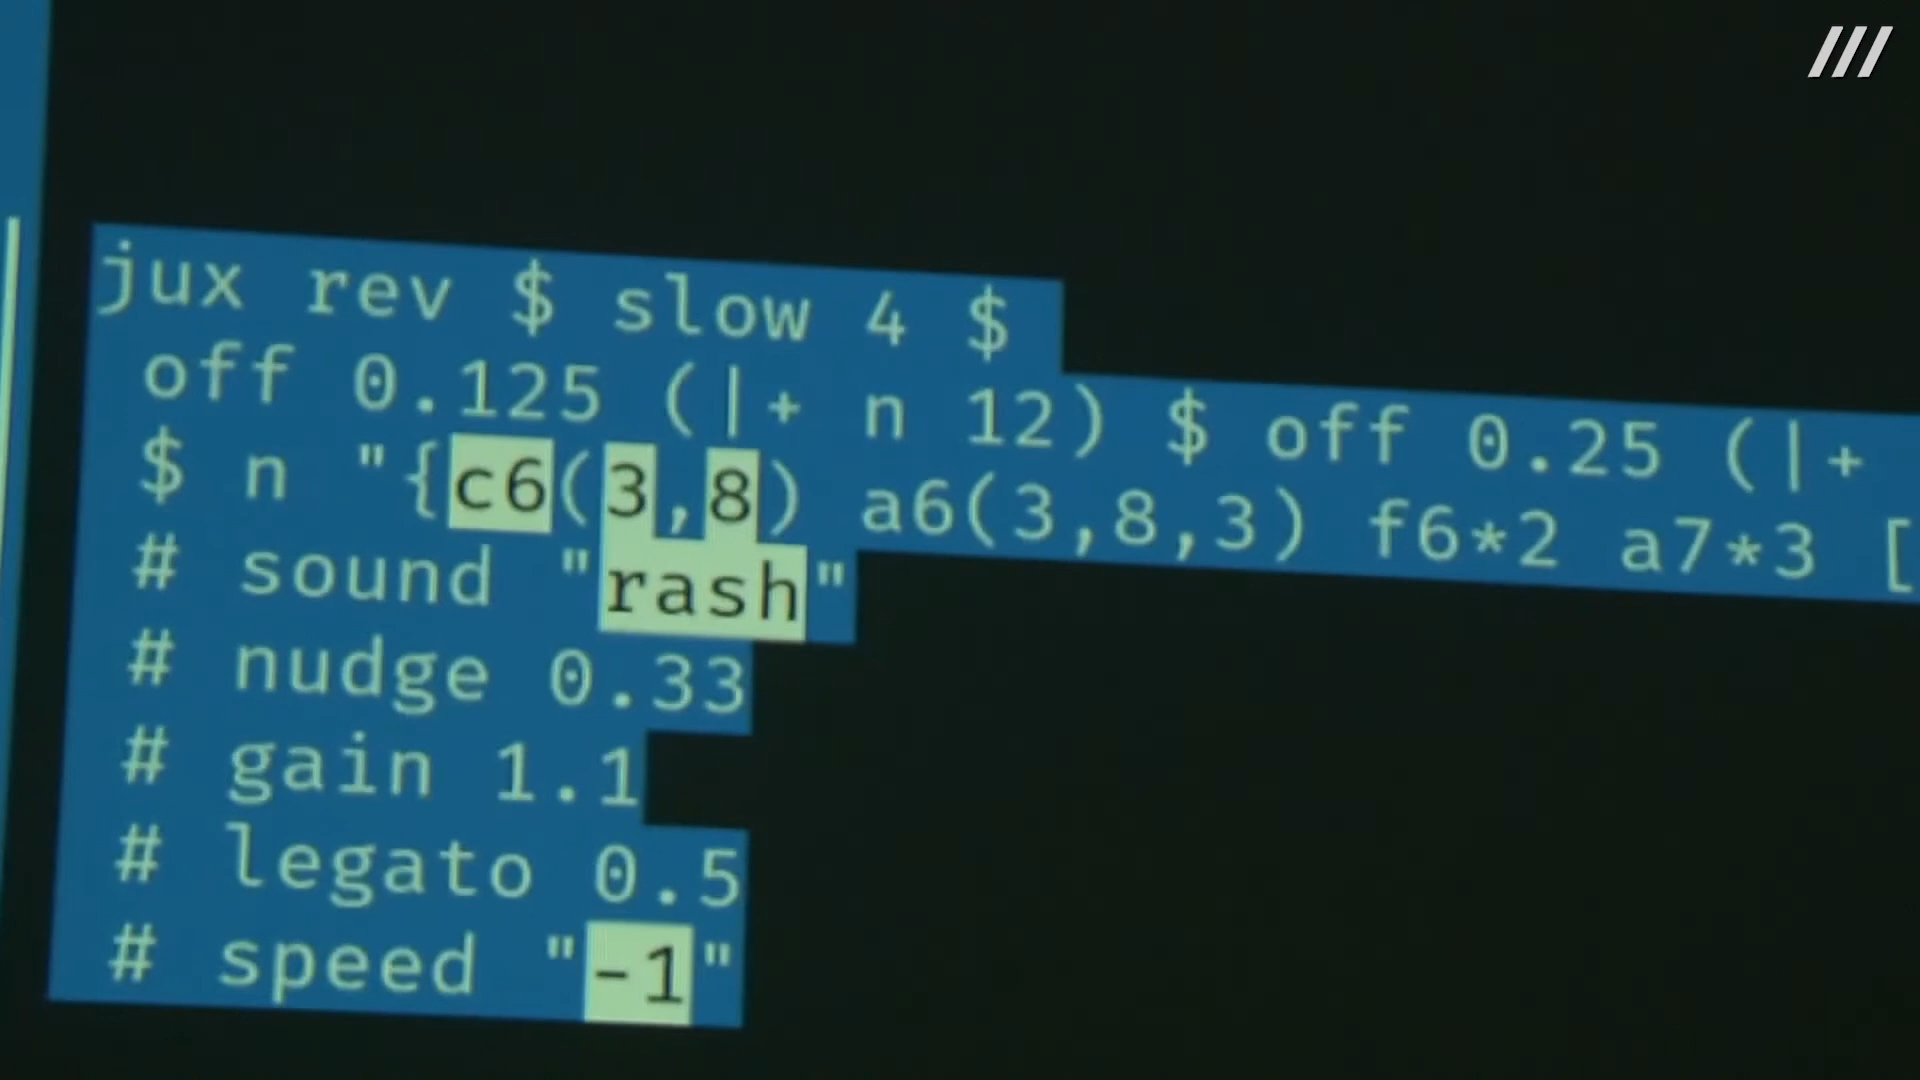 jux rev $ slow 4 $
off 0.125 (|+ n 12) $ off 0.25 (|+
$ n "{c6(3,8) a6(3,8,3) f6*2 a7*3 [
# sound "rash"
# nudge 0.33
# gain 1.1
# legato 0.5
# speed "-1"